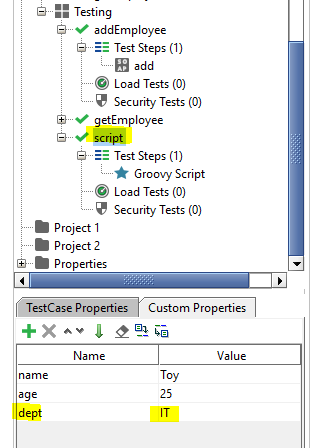 Testing
addEmployee
Test Steps (1)
SOAP add
Load Tests (0)
Security Tests (0)
getEmployee
script
Test Steps (1)
Groovy Script
Load Tests (0)
Security Tests (0)
Project 1
Project 2
Properties
TestCase Properties Custom Properties
Name Value
name Toy
age 25
dept IT